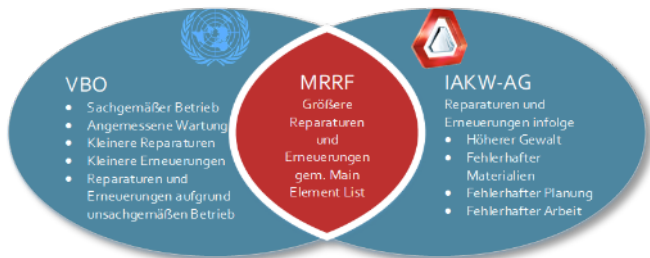 VBO
• Sachgemäßer Betrieb
• Angemessene Wartung
• Kleinere Reparaturen
• Kleinere Erneuerungen
• Reparaturen und
Erneuerungen aufgrund
unsachgemäßen Betrieb
MRRF
Größere
Reparaturen
und
Erneuerungen
gem. Main
Element List
IAKW-AG
Reparaturen und
Erneuerungen infolge
• Höherer Gewalt
• Fehlerhafter
Materialien
• Fehlerhafter Planung
• Fehlerhafter Arbeit